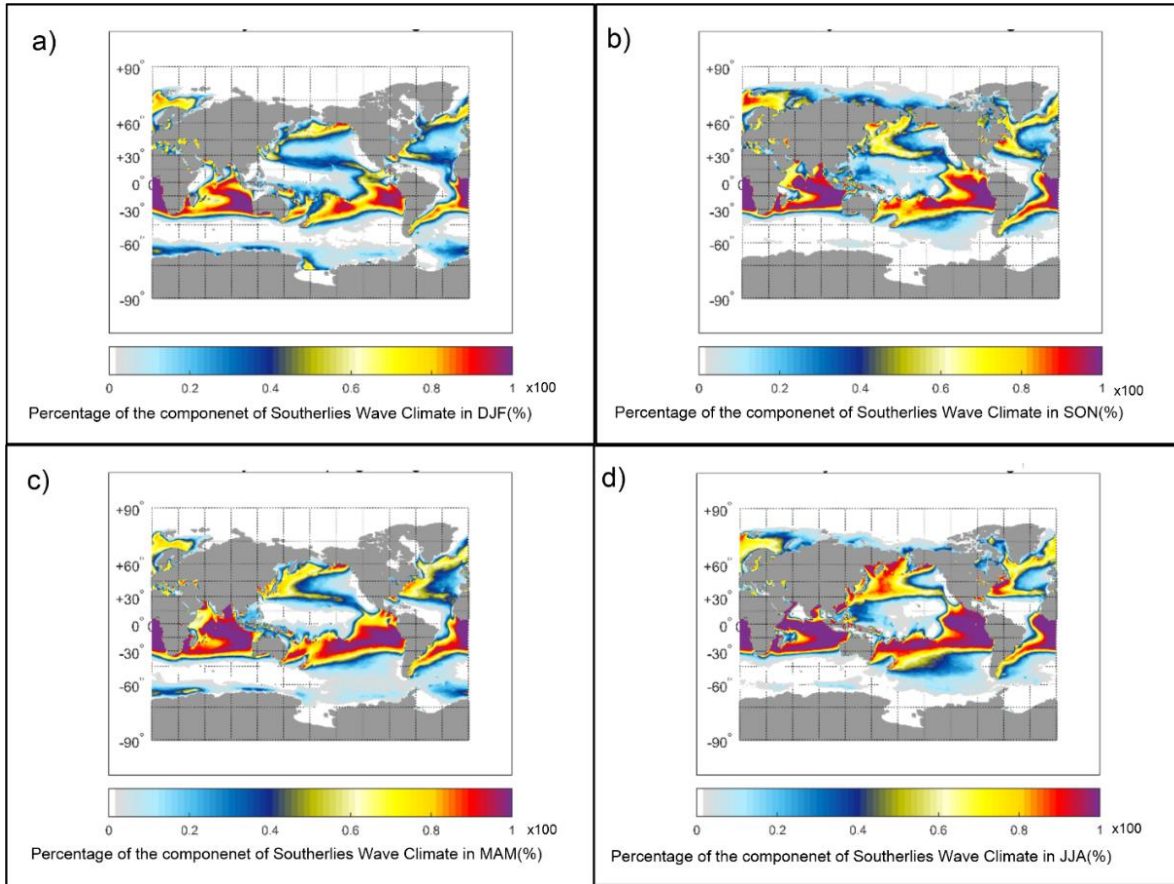 a)
+90°
+60°
+30°
0°
-30°
-60°
-90°
0 0.2 0.4 0.6 0.8 1 x100
Percentage of the componenet of Southerlies Wave Climate in DJF(%)
b)
+90°
+60°
+30°
0°
-30°
-60°
-90°
0 0.2 0.4 0.6 0.8 1 x100
Percentage of the componenet of Southerlies Wave Climate in SON(%)
c)
+90°
+60°
+30°
0°
-30°
-60°
-90°
0 0.2 0.4 0.6 0.8 1 x100
Percentage of the componenet of Southerlies Wave Climate in MAM(%)
d)
+90°
+60°
+30°
0°
-30°
-60°
-90°
0 0.2 0.4 0.6 0.8 1 x100
Percentage of the componenet of Southerlies Wave Climate in JJA(%)